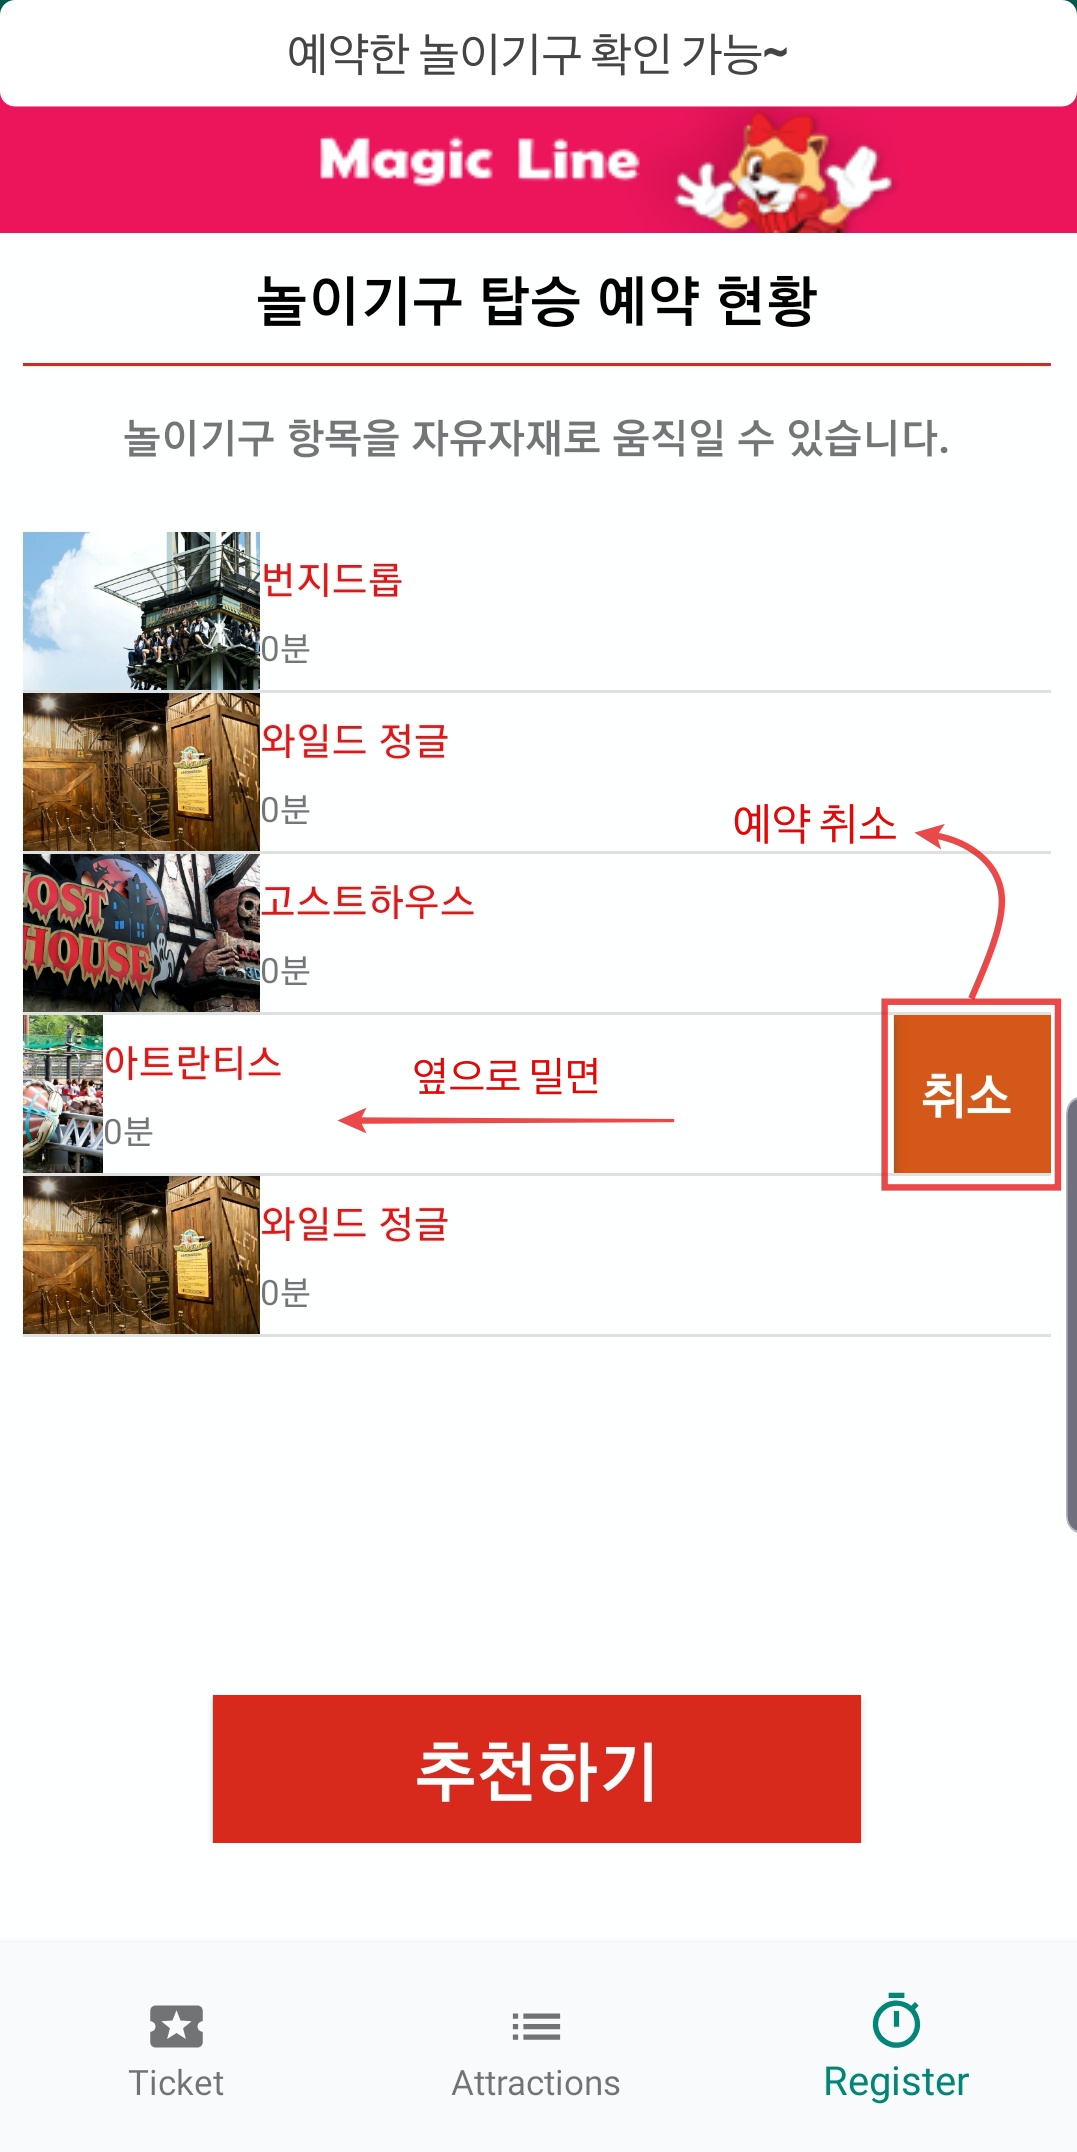 예약한 놀이기구 확인 가능~
Magic Line
놀이기구 탑승 예약 현황
놀이기구 항목을 자유자재로 움직일 수 있습니다.
번지드롭
0분
와일드 정글
0분
예약 취소
고스트하우스
0분
OST
HOUSE
아트란티스
0분
옆으로 밀면
취소
와일드 정글
0분
추천하기
Ticket
Attractions
Register